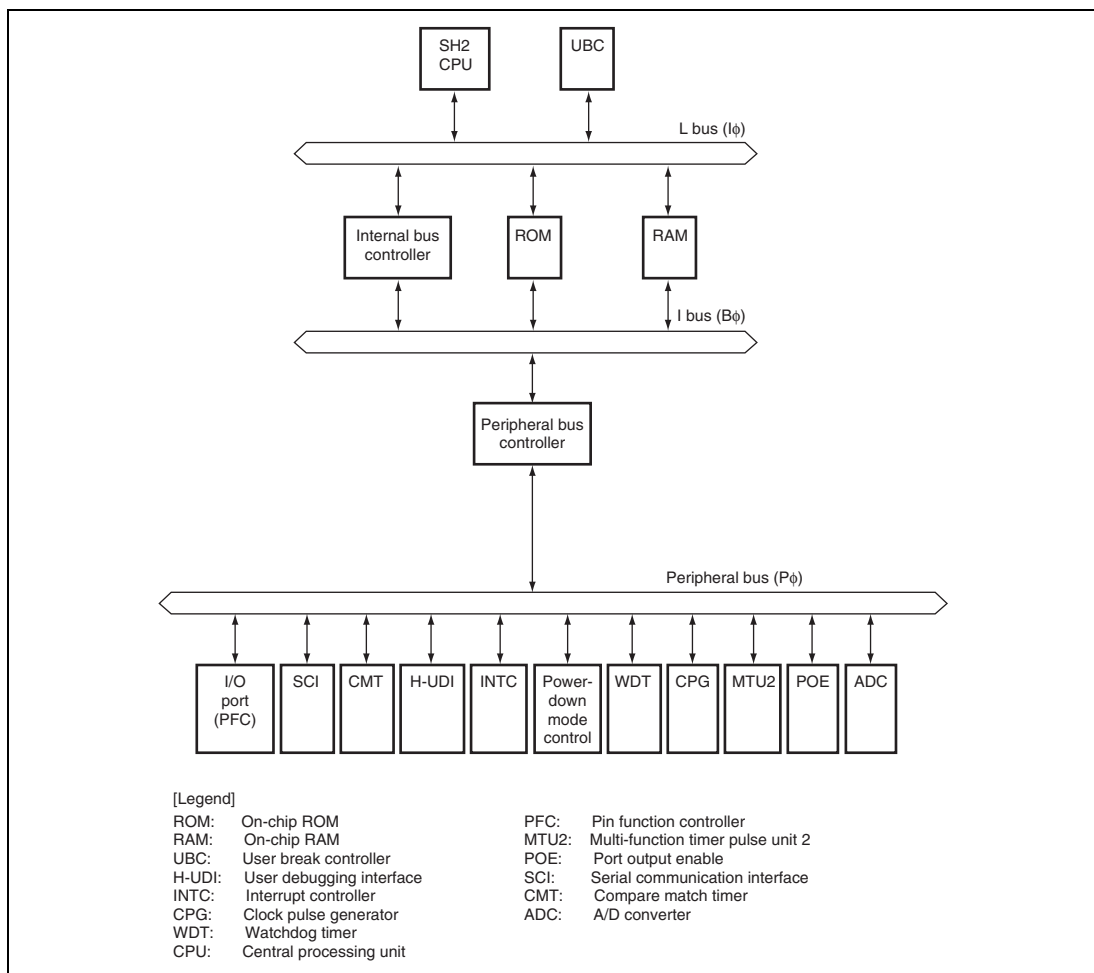 SH2
CPU
UBC
L bus (Iϕ)
Internal bus
controller
ROM
RAM
I bus (Bϕ)
Peripheral bus
controller
Peripheral bus (Pϕ)
I/O
port
(PFC)
SCI
CMT
H-UDI
INTC
Power-
down
mode
control
WDT
CPG
MTU2
POE
ADC
[Legend]
ROM: On-chip ROM
RAM: On-chip RAM
UBC: User break controller
H-UDI: User debugging interface
INTC: Interrupt controller
CPG: Clock pulse generator
WDT: Watchdog timer
CPU: Central processing unit
PFC: Pin function controller
MTU2: Multi-function timer pulse unit 2
POE: Port output enable
SCI: Serial communication interface
CMT: Compare match timer
ADC: A/D converter